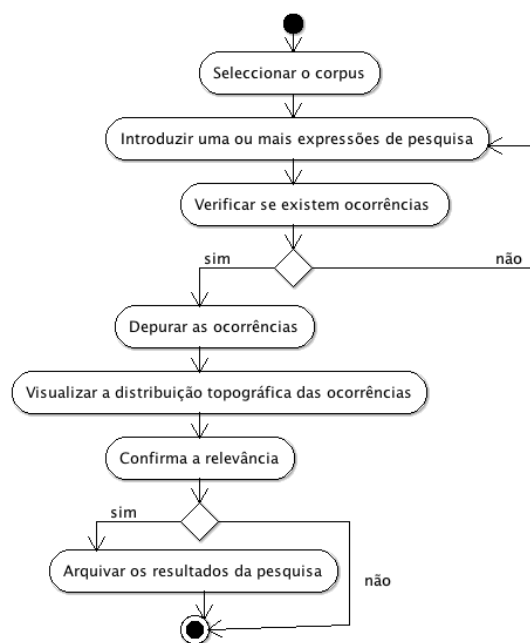 Seleccionar o corpus
Introduzir uma ou mais expressões de pesquisa
Verificar se existem ocorrências
sim
não
Depurar as ocorrências
Visualizar a distribuição topográfica das ocorrências
Confirma a relevância
sim
Arquivar os resultados da pesquisa
não